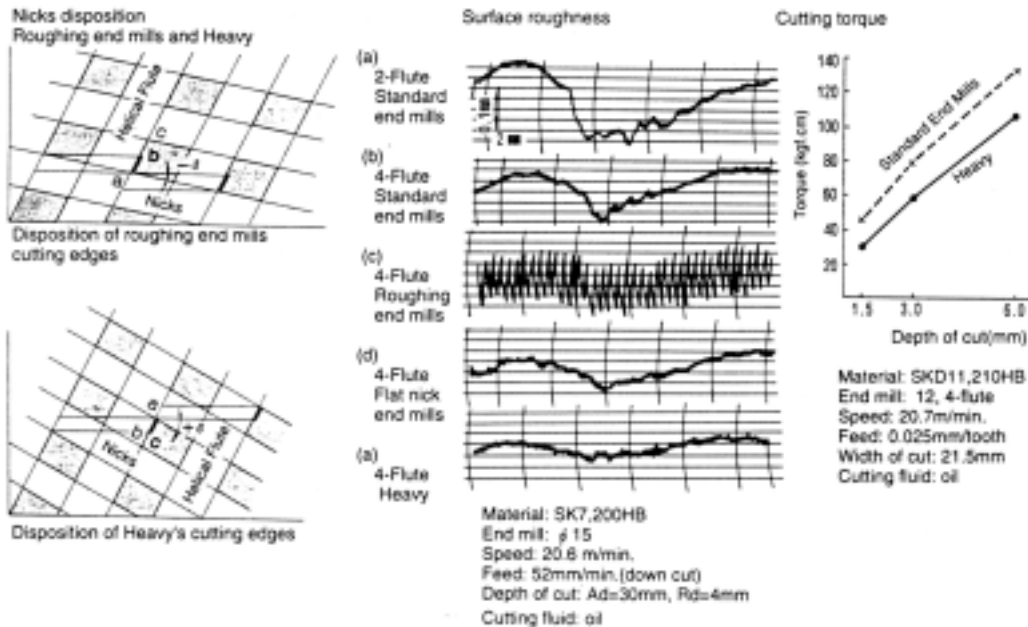 Nicks disposition
Roughing end mills and Heavy
Helical Flute
C
D
a
Nicks
Disposition of roughing end mills
cutting edges
a
b
C
Nicks
Helical Flute
Disposition of Heavy's cutting edges
Surface roughness
(a)
2-Flute
Standard
end mills
(b)
4-Flute
Standard
end mills
(c)
4-Flute
Roughing
end mills
(d)
4-Flute
Flat nick
end mills
(a)
4-Flute
Heavy
Material: SK7,200HB
End mill: ∮ 15
Speed: 20.6 m/min.
Feed: 52mm/min.(down cut)
Depth of cut: Ad=30mm, Rd=4mm
Cutting fluid: oil
Cutting torque
Torque (kgf.cm)
140
120
100
80
60
40
20
Standard End Mills
Heavy
1.5 3.0 6.0
Depth of cut(mm)
Material: SKD11,210HB
End mill: 12, 4-flute
Speed: 20.7m/min.
Feed: 0.025mm/tooth
Width of cut: 21.5mm
Cutting fluid: oil